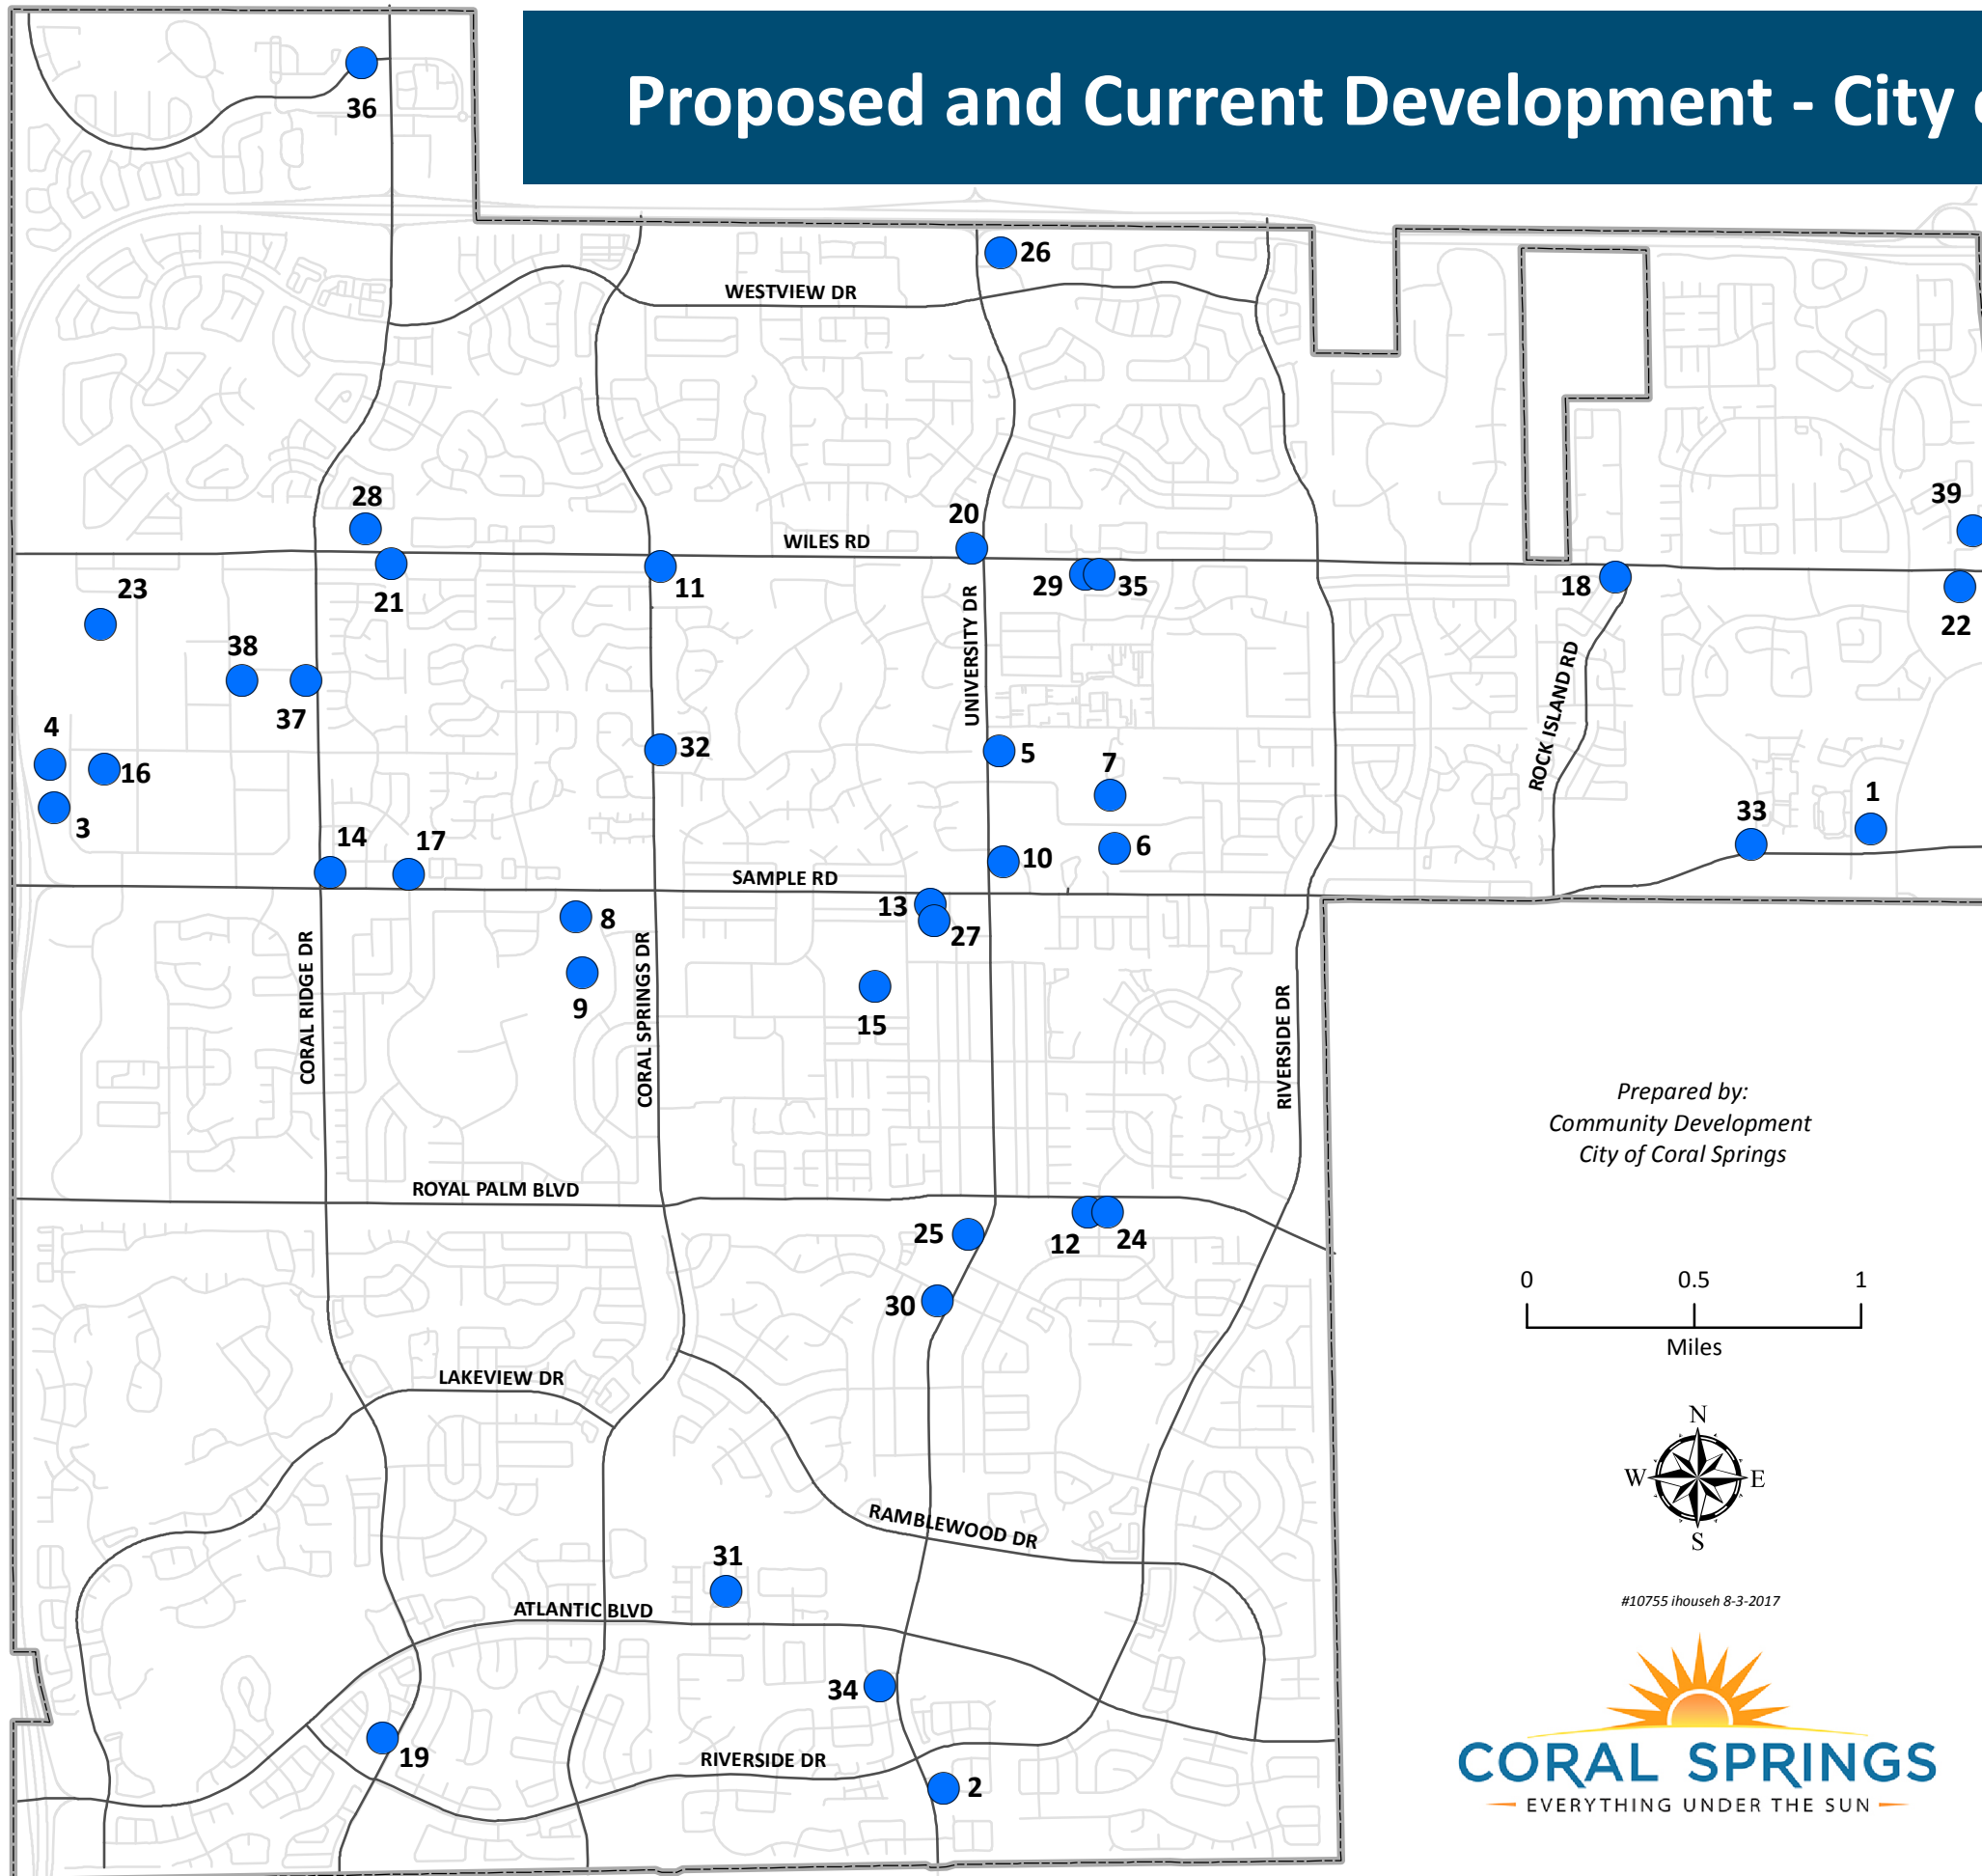 Proposed and Current Development - City
36
26
WESTVIEW DR
28
20
39
WILES RD
23
21
11
29
35
18
22
38
37
UNIVERSITY DR
ROCK ISLAND RD
4
16
32
5
7
3
14
17
10
6
33
1
SAMPLE RD
13
27
8
9
15
CORAL RIDGE DR
CORAL SPRINGS DR
RIVERSIDE DR
Prepared by:
Community Development
City of Coral Springs
ROYAL PALM BLVD
25
12
24
30
0 0.5 1
Miles
LAKEVIEW DR
N
W E
S
RAMBLEWOOD DR
31
ATLANTIC BLVD
#10755 ihouseh 8-3-2017
34
19
RIVERSIDE DR
2
CORAL SPRINGS
EVERYTHING UNDER THE SUN